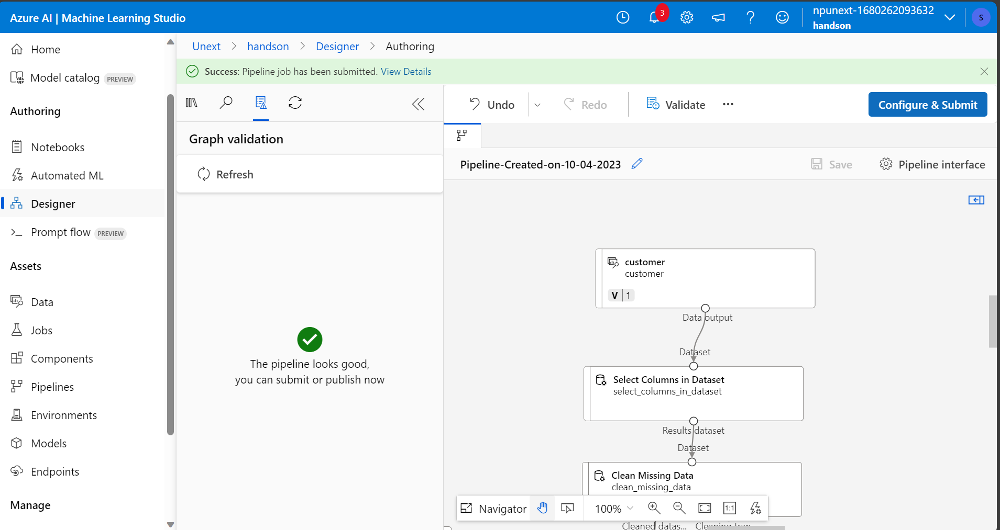 Azure AI | Machine Learning Studio
3
npunext-1680262093632
handson
S
Home
Model catalog PREVIEW
Authoring
Notebooks
Automated ML
Designer
Prompt flow PREVIEW
Assets
Data
Jobs
Components
Pipelines
Environments
Models
Endpoints
Manage
Unext > handson > Designer > Authoring
Success: Pipeline job has been submitted. View Details
Graph validation
Refresh
The pipeline looks good,
you can submit or publish now
Undo
Redo
Validate
Configure & Submit
Pipeline-Created-on-10-04-2023
Save
Pipeline interface
customer
customer
V | 1
Data output
Dataset
Select Columns in Dataset
select_columns_in_dataset
Results dataset
Dataset
Clean Missing Data
clean_missing_data
Navigator
100%
1:1
Cleaned datas...
Cleaning tran